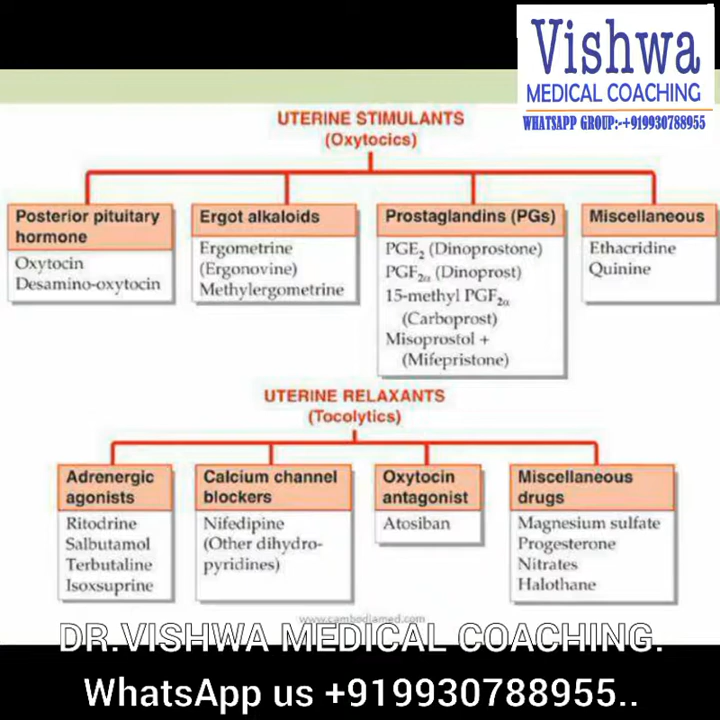 Vishwa
MEDICAL COACHING
WHATSAPP GROUP:-+919930788955
UTERINE STIMULANTS
(Oxytocics)
Posterior pituitary
hormone
Oxytocin
Desamino-oxytocin
Ergot alkaloids
Ergometrine
(Ergonovine)
Methylergometrine
Prostaglandins (PGs)
PGE₂ (Dinoprostone)
PGF₂α (Dinoprost)
15-methyl PGF₂α
(Carboprost)
Misoprostol +
(Mifepristone)
Miscellaneous
Ethacridine
Quinine
UTERINE RELAXANTS
(Tocolytics)
Adrenergic
agonists
Ritodrine
Salbutamol
Terbutaline
Isoxsuprine
Calcium channel
blockers
Nifedipine
(Other dihydro-
pyridines)
Oxytocin
antagonist
Atosiban
Miscellaneous
drugs
Magnesium sulfate
Progesterone
Nitrates
Halothane
www.cambodiamed.com
DR.VISHWA MEDICAL COACHING.
WhatsApp us +919930788955..